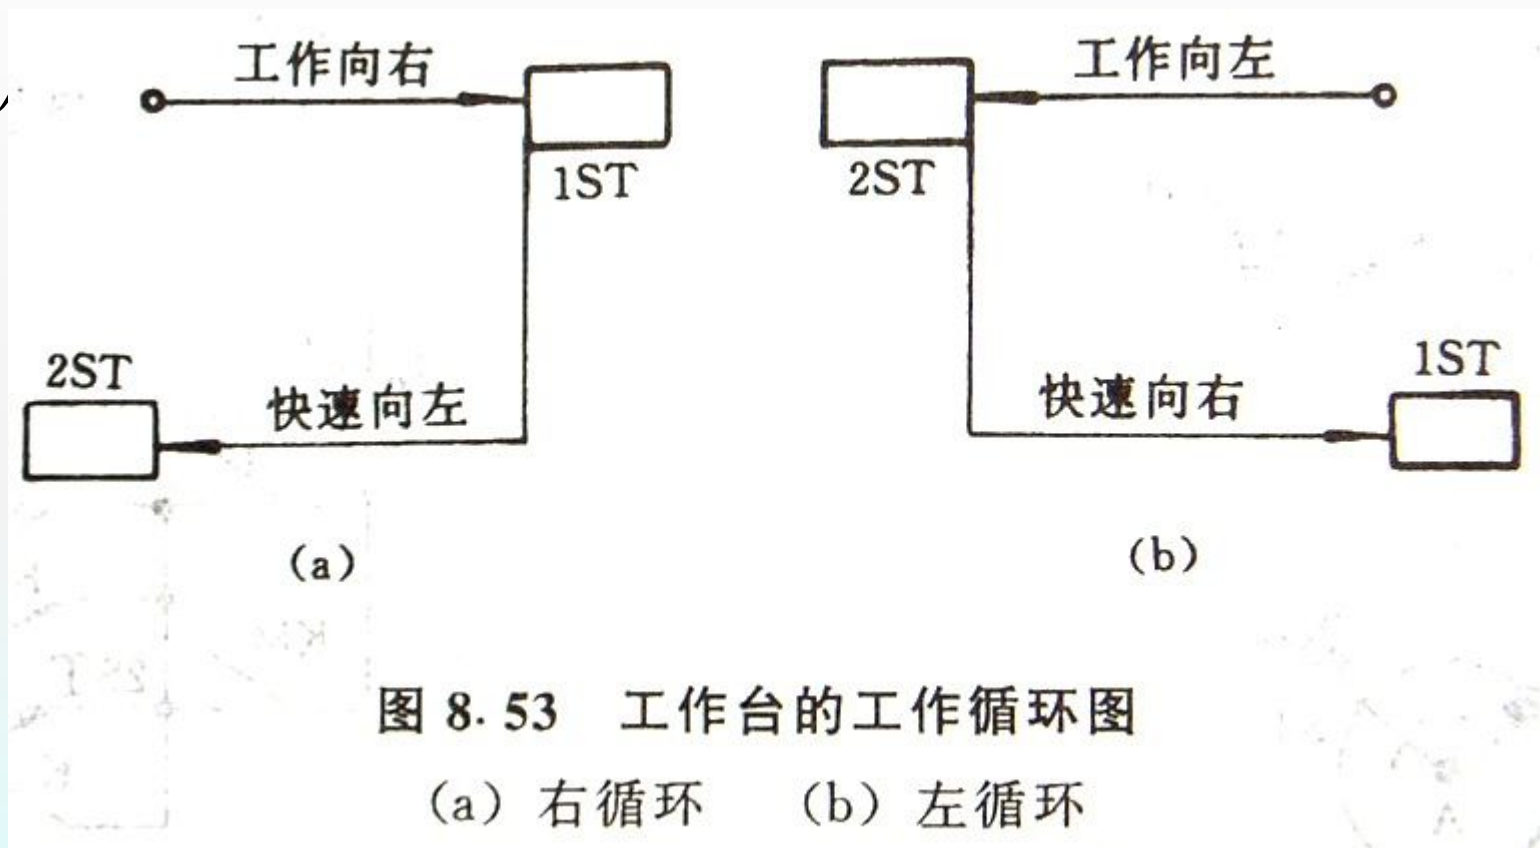 工作向右
1ST
2ST
快速向左
(a)
工作向左
2ST
1ST
快速向右
(b)
图 8.53 工作台的工作循环图
(a) 右循环 (b) 左循环